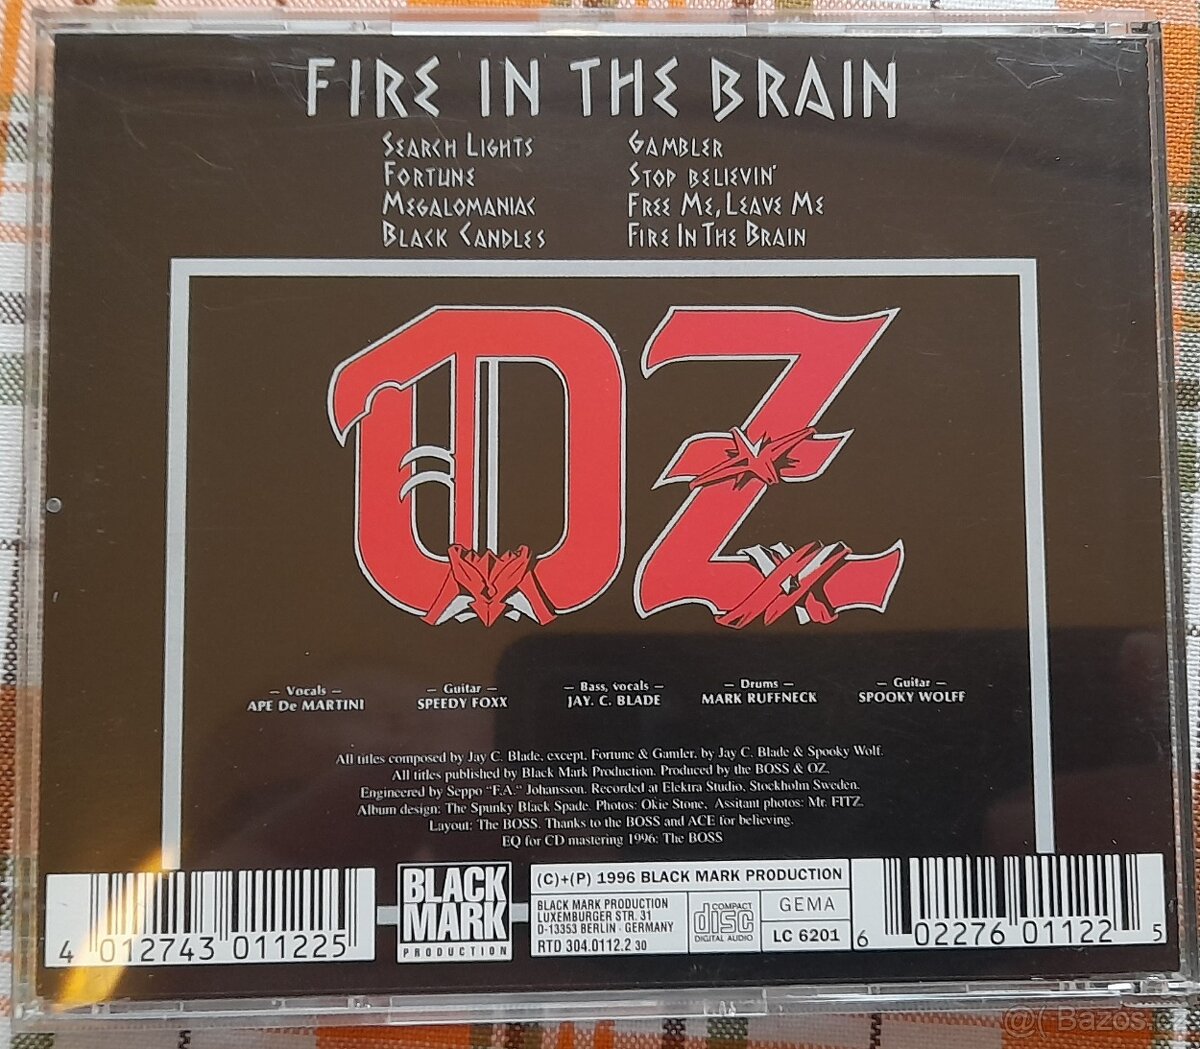 FIRE IN THE BRAIN
SEARCH LIGHTS
FORTUNE
MEGALOMANIAC
BLACK CANDLES
GAMBLER
STOP BELIEVIN'
FREE ME, LEAVE ME
FIRE IN THE BRAIN
OZ
– Vocals –
APE De MARTINI
– Guitar –
SPEEDY FOXX
– Bass, vocals –
JAY. C. BLADE
– Drums –
MARK RUFFNECK
– Guitar –
SPOOKY WOLFF
All titles composed by Jay C. Blade, except, Fortune & Gamler, by Jay C. Blade & Spooky Wolf.
All titles published by Black Mark Production. Produced by the BOSS & OZ.
Engineered by Seppo "F.A." Johansson. Recorded at Elektra Studio, Stockholm Sweden.
Album design: The Spunky Black Spade. Photos: Okie Stone, Assitant photos: Mr. FITZ.
Layout: The BOSS. Thanks to the BOSS and ACE for believing.
EQ for CD mastering 1996: The BOSS
4 012743 011225
BLACK
MARK
PRODUCTION
(C)+(P) 1996 BLACK MARK PRODUCTION
BLACK MARK PRODUCTION
LUXEMBURGER STR. 31
D-13353 BERLIN · GERMANY
RTD 304.0112.2 30
COMPACT
disc
DIGITAL AUDIO
GEMA
LC 6201
6 02276 01122 5
@( Bazos.cz